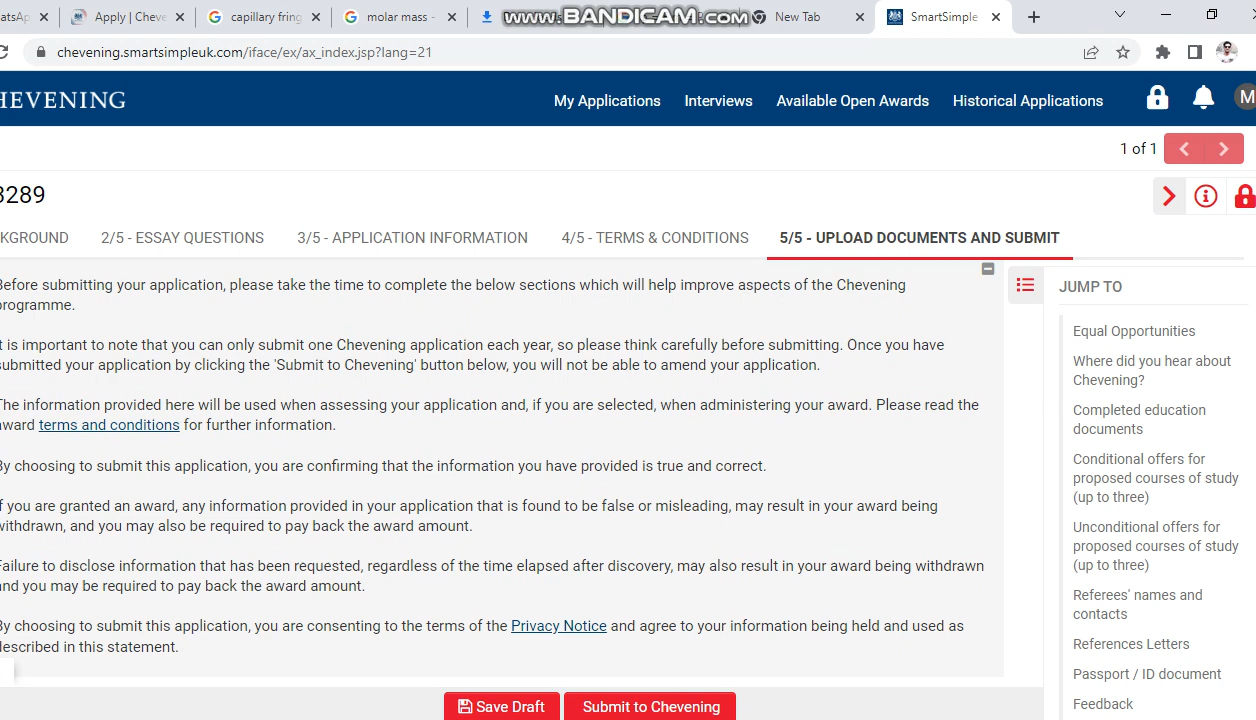 atsAp Apply | Cheve capillary fring molar mass - www.BANDICAM.com New Tab SmartSimple
chevening.smartsimpleuk.com/iface/ex/ax_index.jsp?lang=21
HEVENING My Applications Interviews Available Open Awards Historical Applications M
1 of 1
3289
KGROUND 2/5 - ESSAY QUESTIONS 3/5 - APPLICATION INFORMATION 4/5 - TERMS & CONDITIONS 5/5 - UPLOAD DOCUMENTS AND SUBMIT
Before submitting your application, please take the time to complete the below sections which will help improve aspects of the Chevening
programme.
t is important to note that you can only submit one Chevening application each year, so please think carefully before submitting. Once you have
submitted your application by clicking the 'Submit to Chevening' button below, you will not be able to amend your application.
The information provided here will be used when assessing your application and, if you are selected, when administering your award. Please read the
award terms and conditions for further information.
By choosing to submit this application, you are confirming that the information you have provided is true and correct.
f you are granted an award, any information provided in your application that is found to be false or misleading, may result in your award being
withdrawn, and you may also be required to pay back the award amount.
Failure to disclose information that has been requested, regardless of the time elapsed after discovery, may also result in your award being withdrawn
and you may be required to pay back the award amount.
By choosing to submit this application, you are consenting to the terms of the Privacy Notice and agree to your information being held and used as
described in this statement.
JUMP TO
Equal Opportunities
Where did you hear about
Chevening?
Completed education
documents
Conditional offers for
proposed courses of study
(up to three)
Unconditional offers for
proposed courses of study
(up to three)
Referees' names and
contacts
References Letters
Passport / ID document
Feedback
Save Draft Submit to Chevening